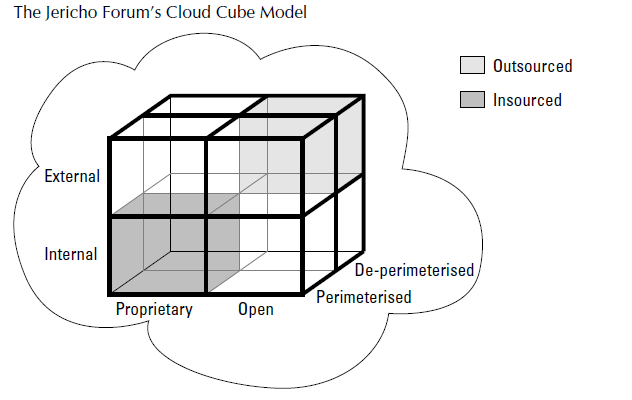 The Jericho Forum's Cloud Cube Model
Outsourced
Insourced
External
Internal
De-perimeterised
Perimeterised
Proprietary
Open